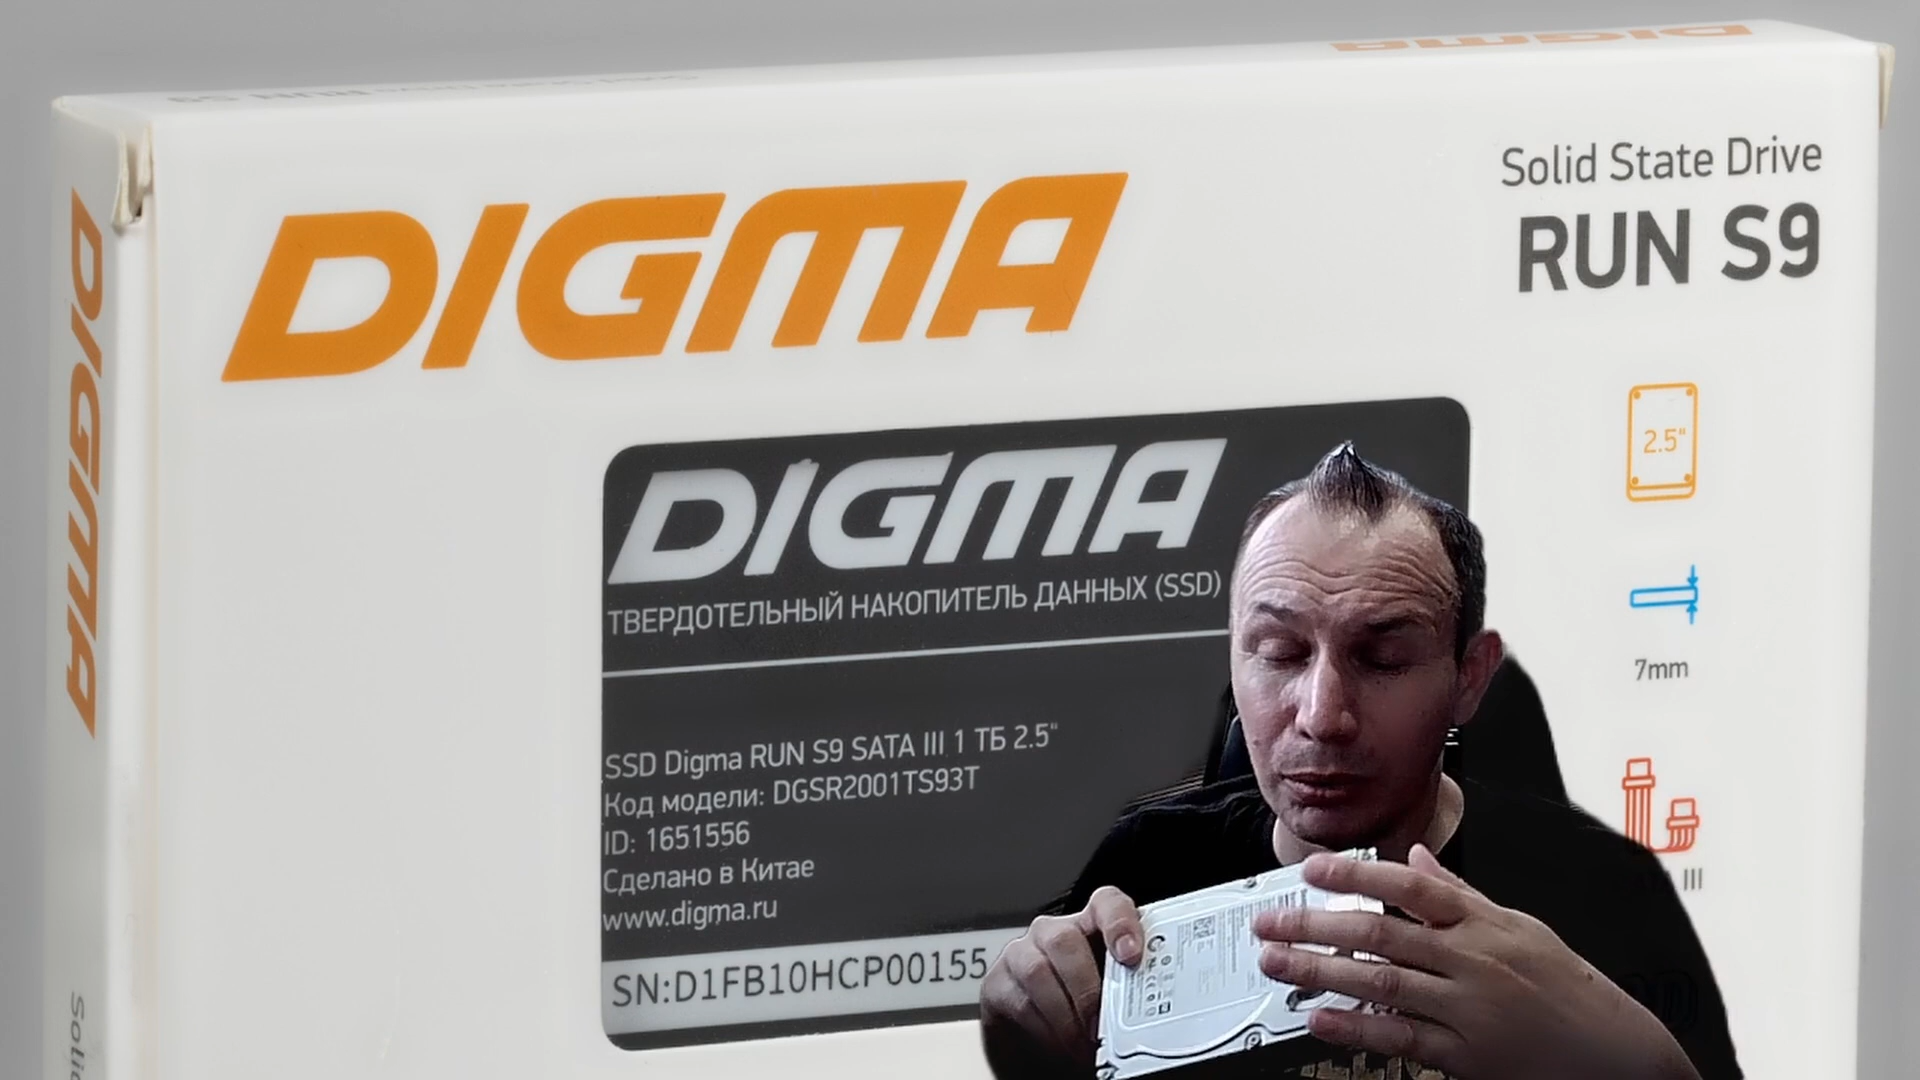 DIGMA
Solid State Drive
RUN S9
DIGMA
DIGMA
2.5"
DIGMA
ТВЕРДОТЕЛЬНЫЙ НАКОПИТЕЛЬ ДАННЫХ (SSD)
7mm
SSD Digma RUN S9 SATA III 1 ТБ 2.5"
Код модели: DGSR2001TS93T
ID: 1651556
Сделано в Китае
www.digma.ru
III
SN:D1FB10HCP00155